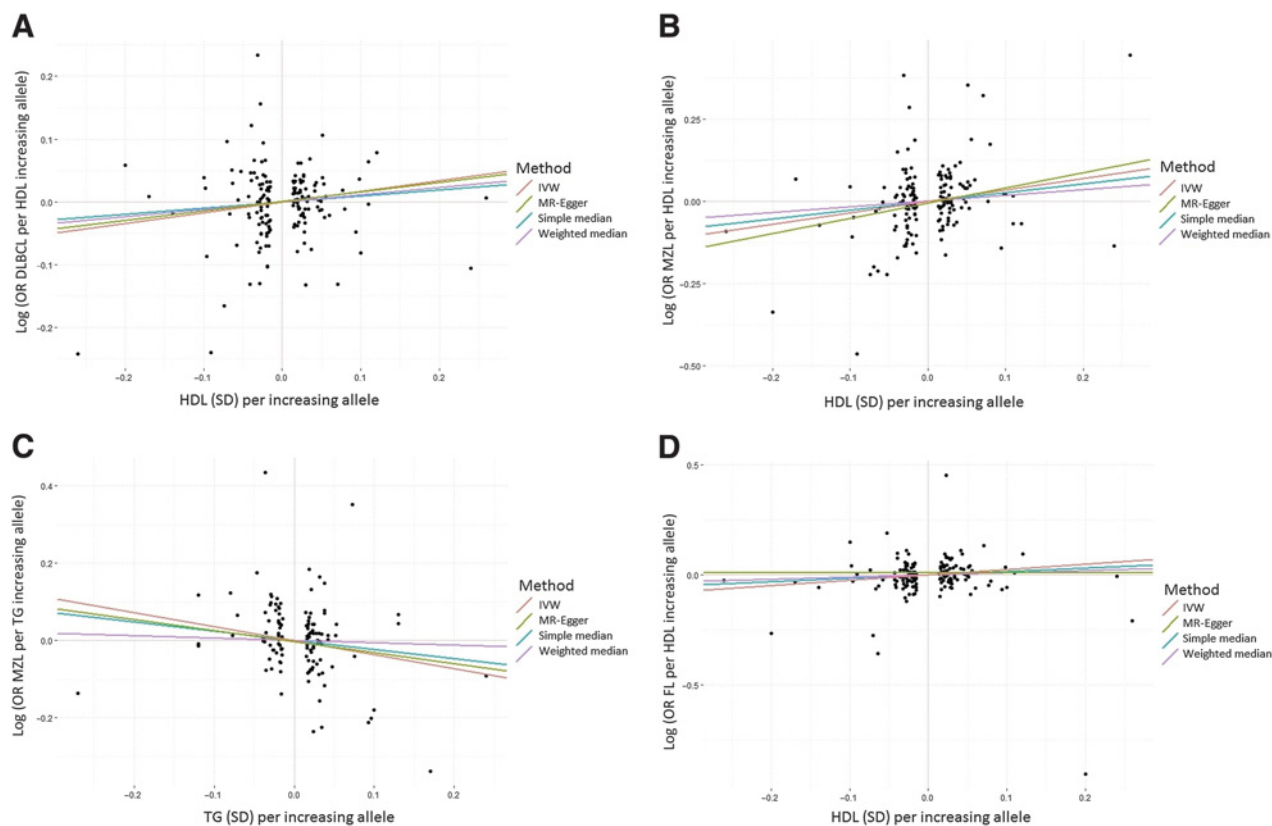 A
Log (OR DLBCL per HDL increasing allele)
0.2
0.1
0.0
−0.1
−0.2
−0.2
−0.1
0.0
0.1
0.2
HDL (SD) per increasing allele
Method
IVW
MR-Egger
Simple median
Weighted median
B
Log (OR MZL per HDL increasing allele)
0.25
0.00
−0.25
−0.50
−0.2
−0.1
0.0
0.1
0.2
HDL (SD) per increasing allele
Method
IVW
MR-Egger
Simple median
Weighted median
C
Log (OR MZL per TG increasing allele)
0.4
0.2
0.0
−0.2
−0.2
−0.1
0.0
0.1
0.2
TG (SD) per increasing allele
Method
IVW
MR-Egger
Simple median
Weighted median
D
Log (OR FL per HDL increasing allele)
0.5
0.0
−0.5
−0.2
−0.1
0.0
0.1
0.2
HDL (SD) per increasing allele
Method
IVW
MR-Egger
Simple median
Weighted median